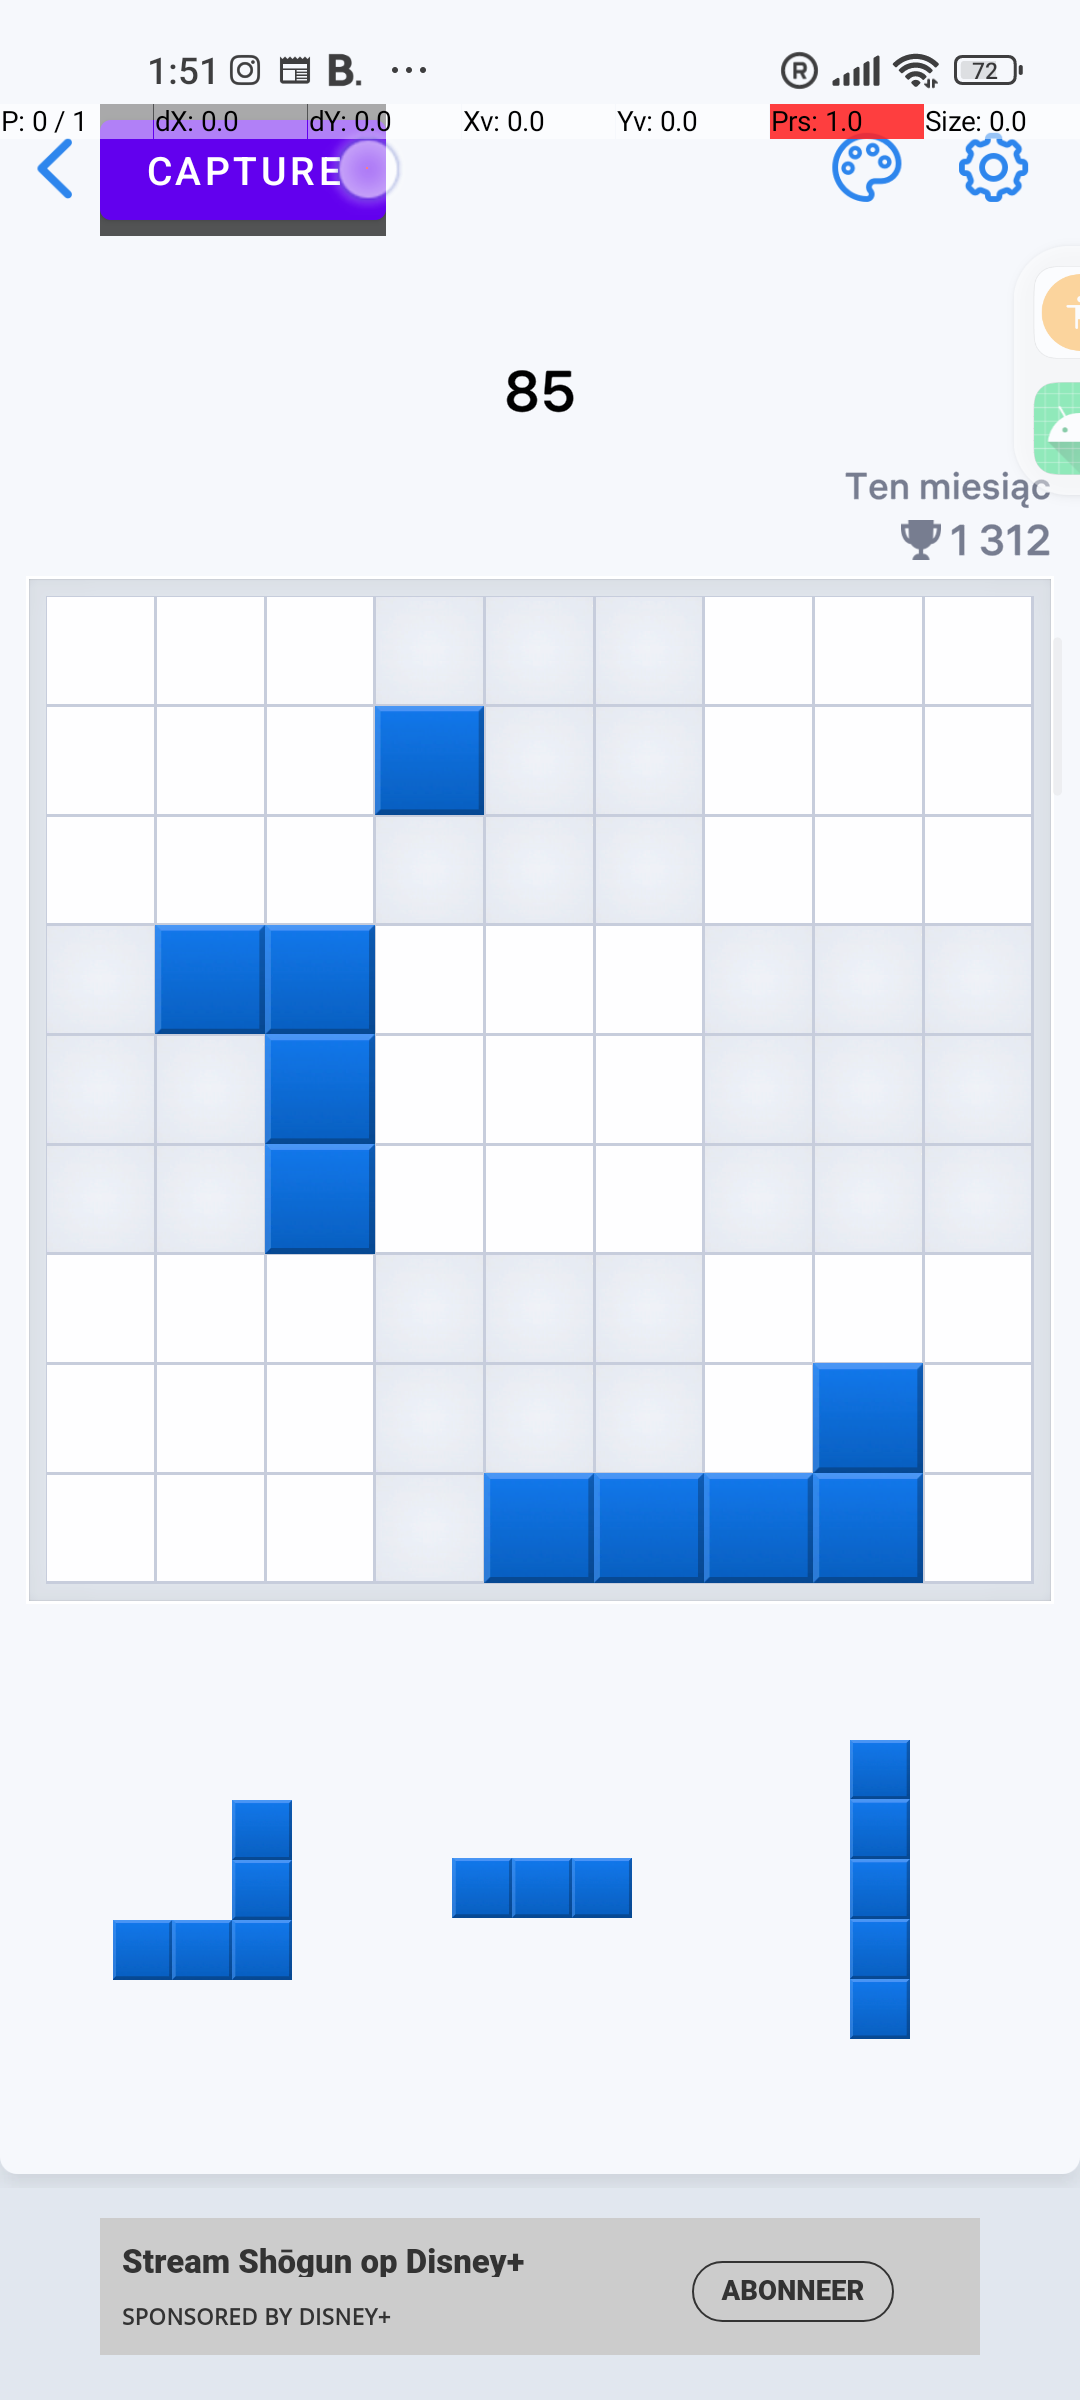 1:51 B. ... R 72
P: 0 / 1 dX: 0.0 dY: 0.0 Xv: 0.0 Yv: 0.0 Prs: 1.0 Size: 0.0
CAPTURE
85
Ten miesiąc
1 312
Stream Shōgun op Disney+
SPONSORED BY DISNEY+
ABONNEER